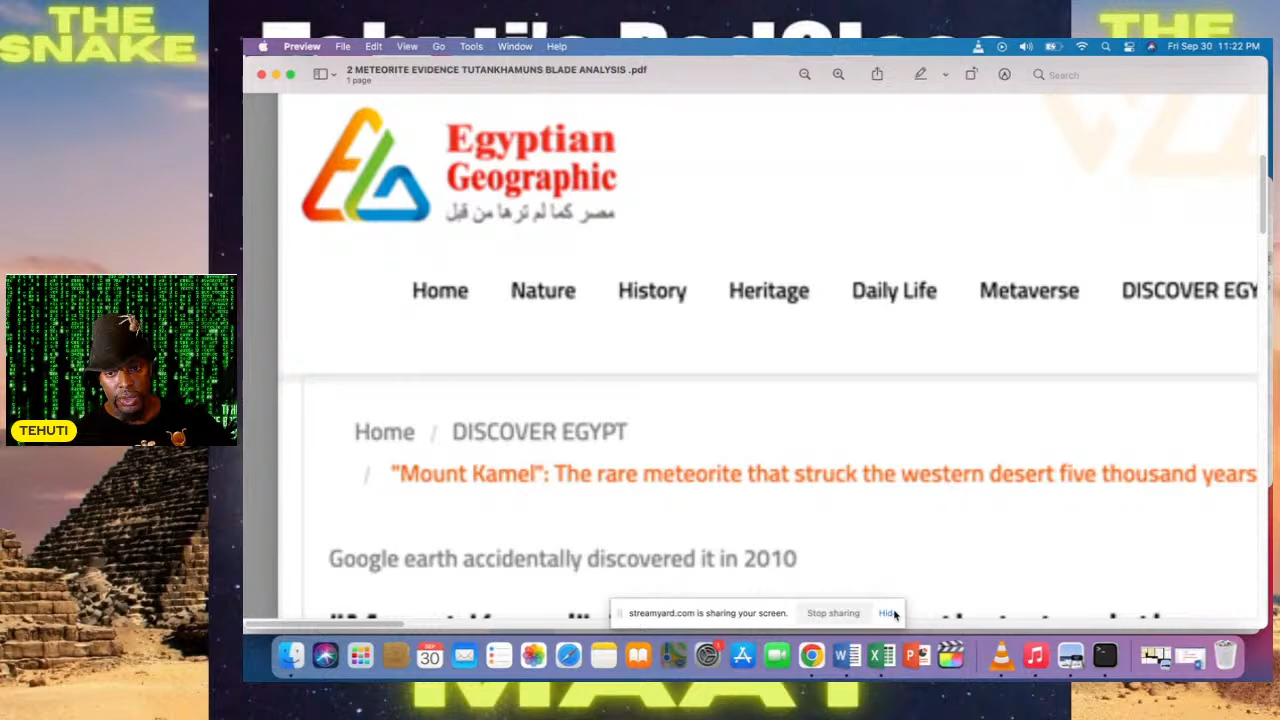 THE
SNAKE
THE
Preview File Edit View Go Tools Window Help
Fri Sep 30 11:22 PM
2 METEORITE EVIDENCE TUTANKHAMUNS BLADE ANALYSIS .pdf
1 page
Search
Egyptian
Geographic
مصر كما لم ترها من قبل
Home Nature History Heritage Daily Life Metaverse DISCOVER EGY
Home / DISCOVER EGYPT
/ "Mount Kamel": The rare meteorite that struck the western desert five thousand years
Google earth accidentally discovered it in 2010
streamyard.com is sharing your screen. Stop sharing Hide
TEHUTI
SEP
30
MAAT